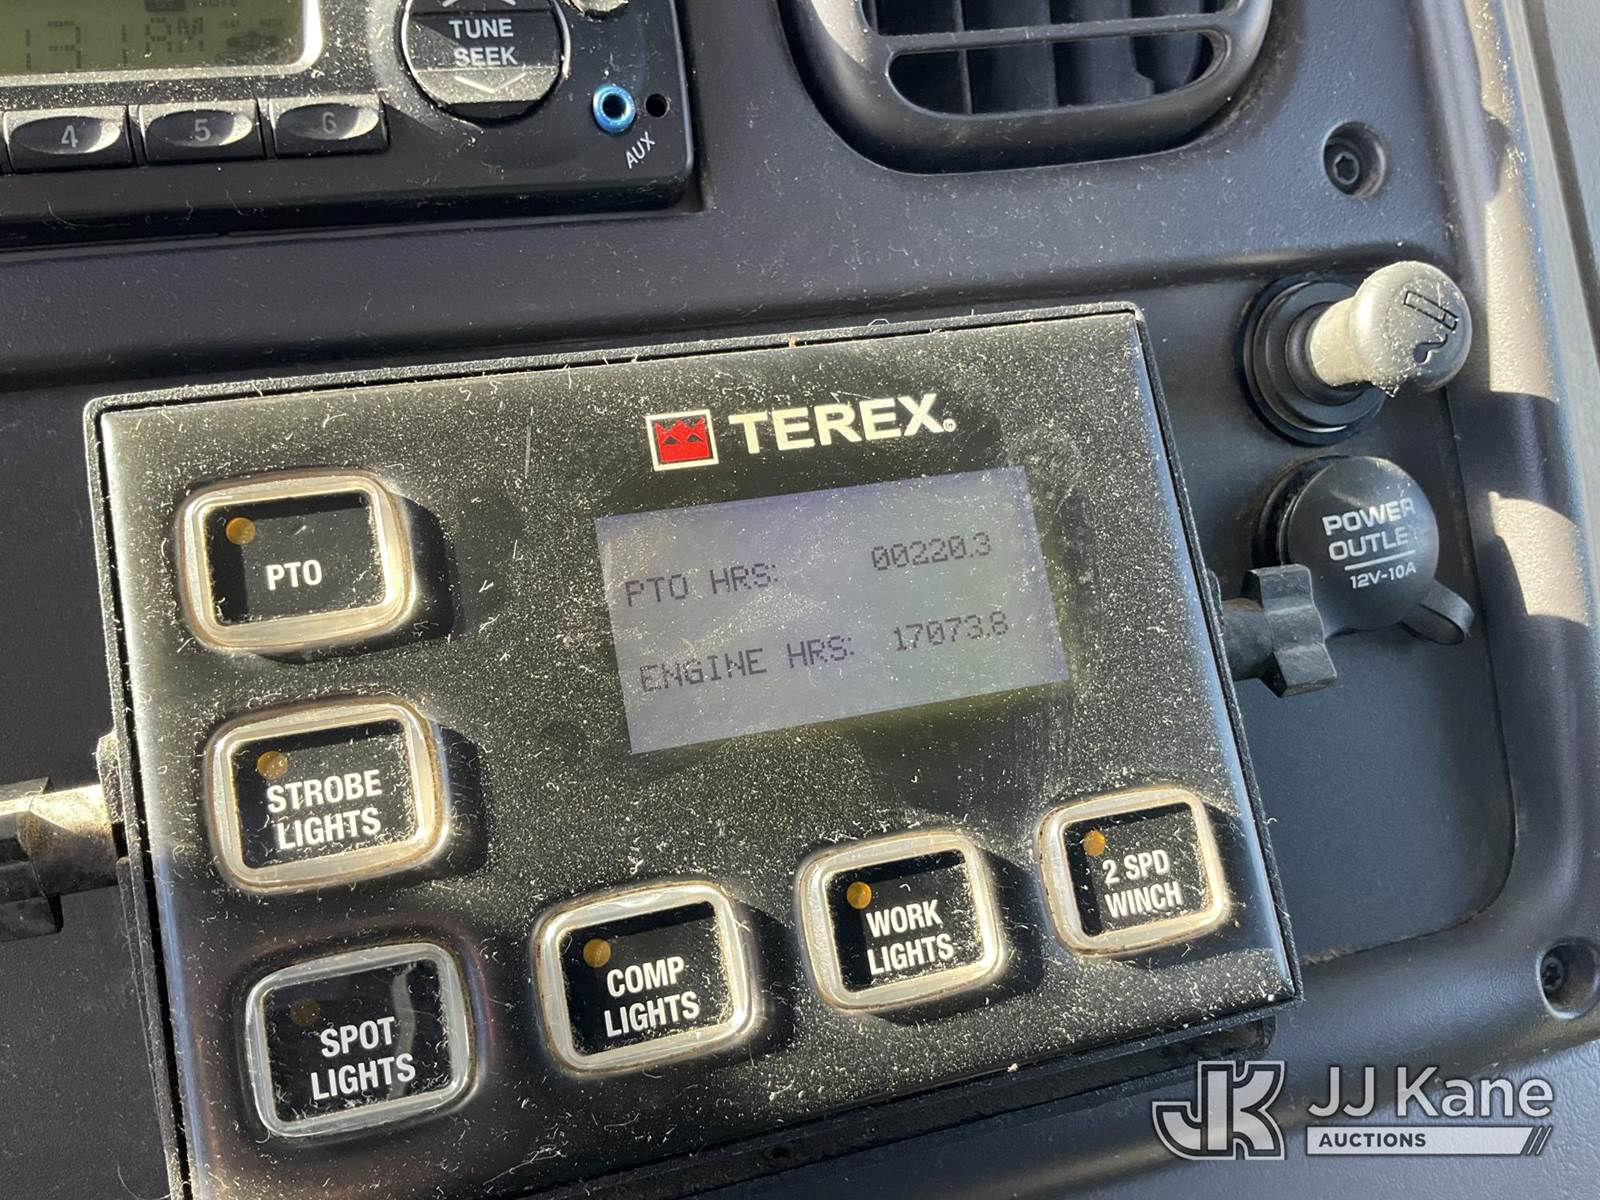 TUNE
SEEK
4
5
6
AUX
TEREX®
PTO HRS: 00220.3
ENGINE HRS: 17073.8
PTO
STROBE
LIGHTS
SPOT
LIGHTS
COMP
LIGHTS
WORK
LIGHTS
2 SPD
WINCH
POWER
OUTLET
12V-10A
JK
JJ Kane
AUCTIONS